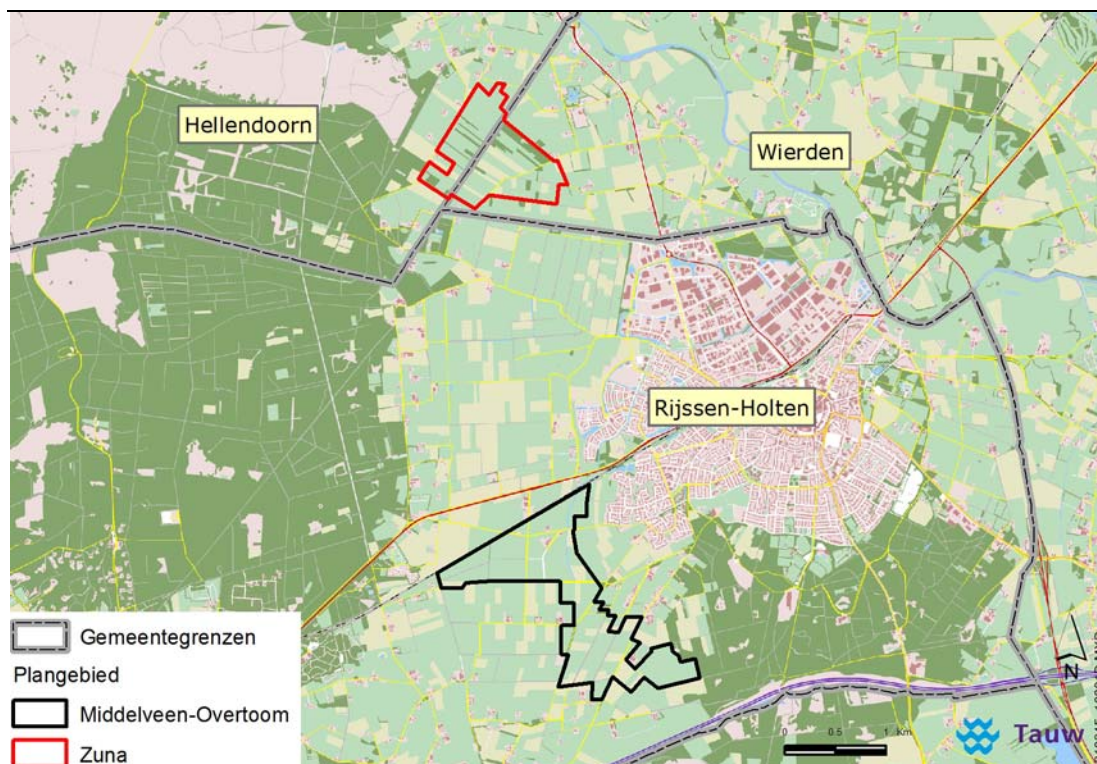 Hellendoorn
Wierden
Rijssen-Holten
Gemeentegrenzen
Plangebied
Middelveen-Overtoom
Zuna
N
0 0.5 1 Km
Tauw